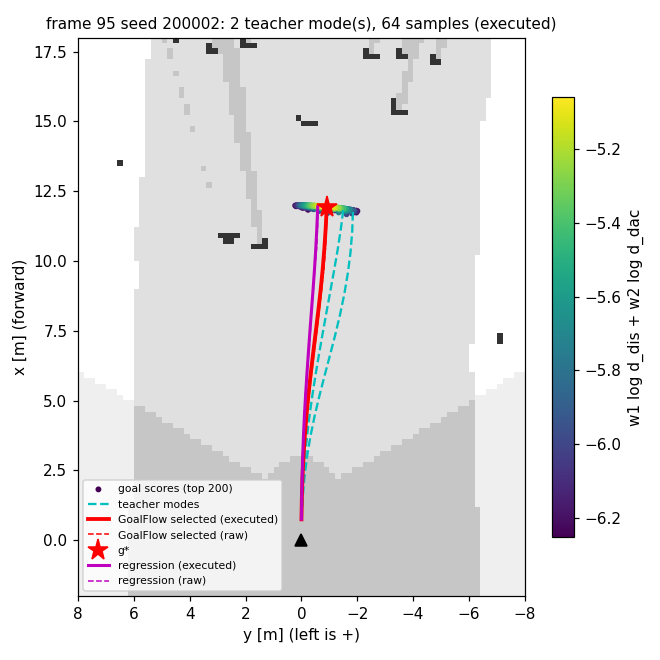 frame 95 seed 200002: 2 teacher mode(s), 64 samples (executed)
17.5
15.0
12.5
10.0
7.5
5.0
2.5
0.0
x [m] (forward)
goal scores (top 200)
teacher modes
GoalFlow selected (executed)
GoalFlow selected (raw)
g*
regression (executed)
regression (raw)
8
6
4
2
0
−2
−4
−6
−8
y [m] (left is +)
−5.2
−5.4
−5.6
−5.8
−6.0
−6.2
w1 log d_dis + w2 log d_dac